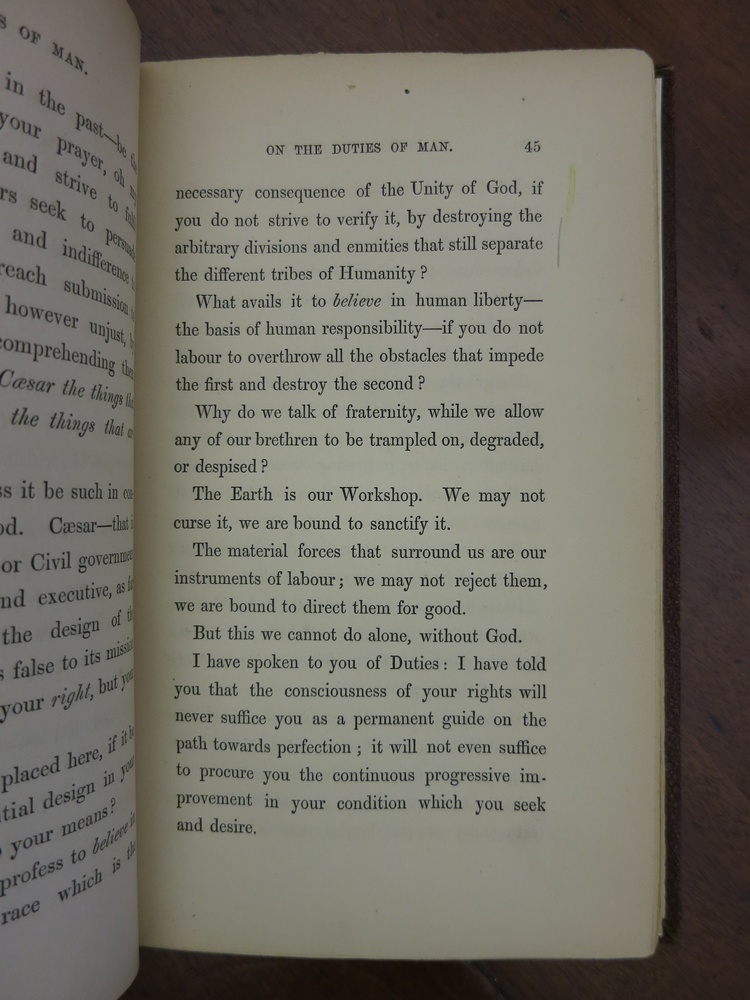 S OF MAN.
in the past—be
your prayer, oh
and strive to
rs seek to
and indifference
reach submission
however unjust,
comprehending
Cæsar the things
the things that
ss it be such in
od. Cæsar—that
or Civil government
nd executive, as
the design of
s false to its mission
your right, but
placed here, if it
tial design in
your means?
profess to believe
race which is
ON THE DUTIES OF MAN. 45
necessary consequence of the Unity of God, if
you do not strive to verify it, by destroying the
arbitrary divisions and enmities that still separate
the different tribes of Humanity?
What avails it to believe in human liberty—
the basis of human responsibility—if you do not
labour to overthrow all the obstacles that impede
the first and destroy the second?
Why do we talk of fraternity, while we allow
any of our brethren to be trampled on, degraded,
or despised?
The Earth is our Workshop. We may not
curse it, we are bound to sanctify it.
The material forces that surround us are our
instruments of labour; we may not reject them,
we are bound to direct them for good.
But this we cannot do alone, without God.
I have spoken to you of Duties: I have told
you that the consciousness of your rights will
never suffice you as a permanent guide on the
path towards perfection; it will not even suffice
to procure you the continuous progressive im-
provement in your condition which you seek
and desire.